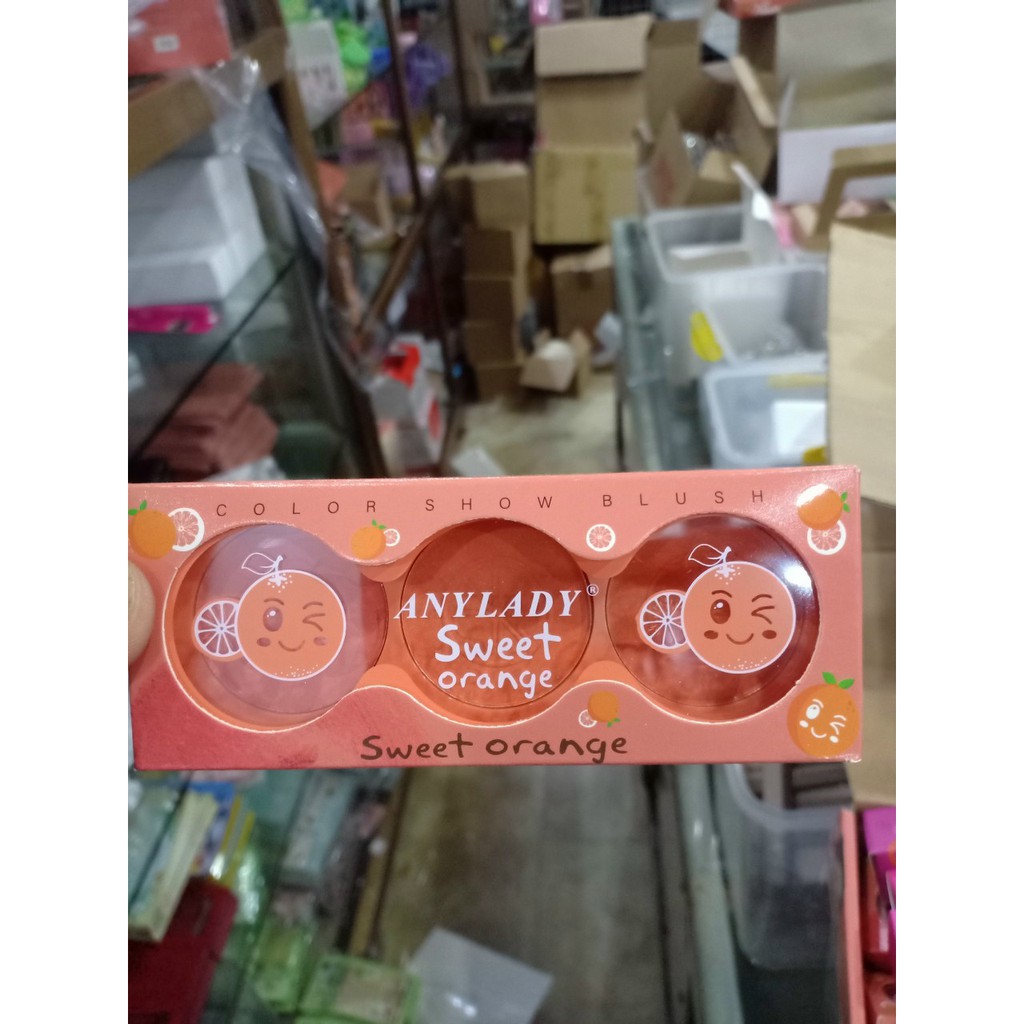 COLOR SHOW BLUSH
ANYLADY®
Sweet
orange
Sweet orange